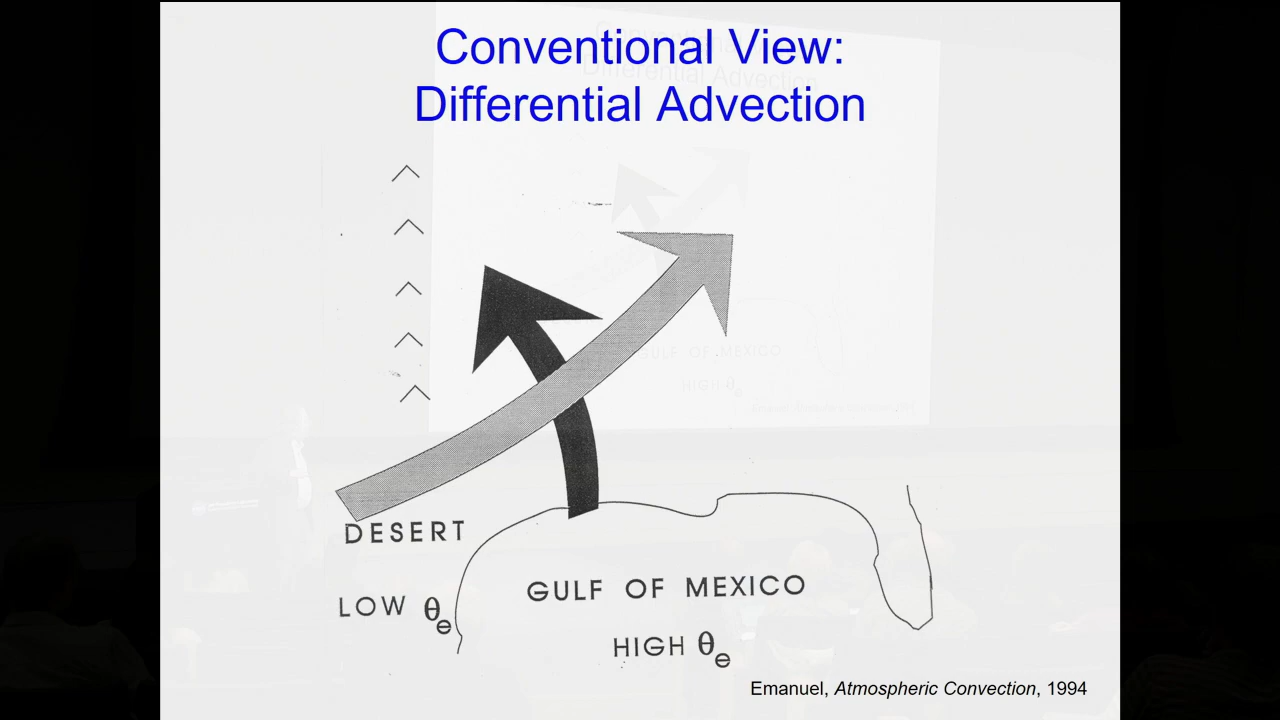 Conventional View:
Differential Advection
DESERT
LOW θe
GULF OF MEXICO
HIGH θe
Emanuel, Atmospheric Convection, 1994